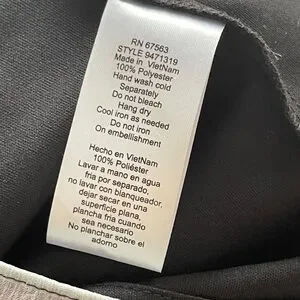 RN 67563
STYLE 9471319
Made in VietNam
100% Polyester
Hand wash cold
Separately
Do not bleach
Hang dry
Cool iron as needed
Do not iron
On embellishment
Hecho en VietNam
100% Poliéster
Lavar a mano en agua
fria por separado,
no lavar con blanqueador,
dejar secar en una
superficie plana,
plancha fria cuando
sea necesario
No planchar sobre el
adorno